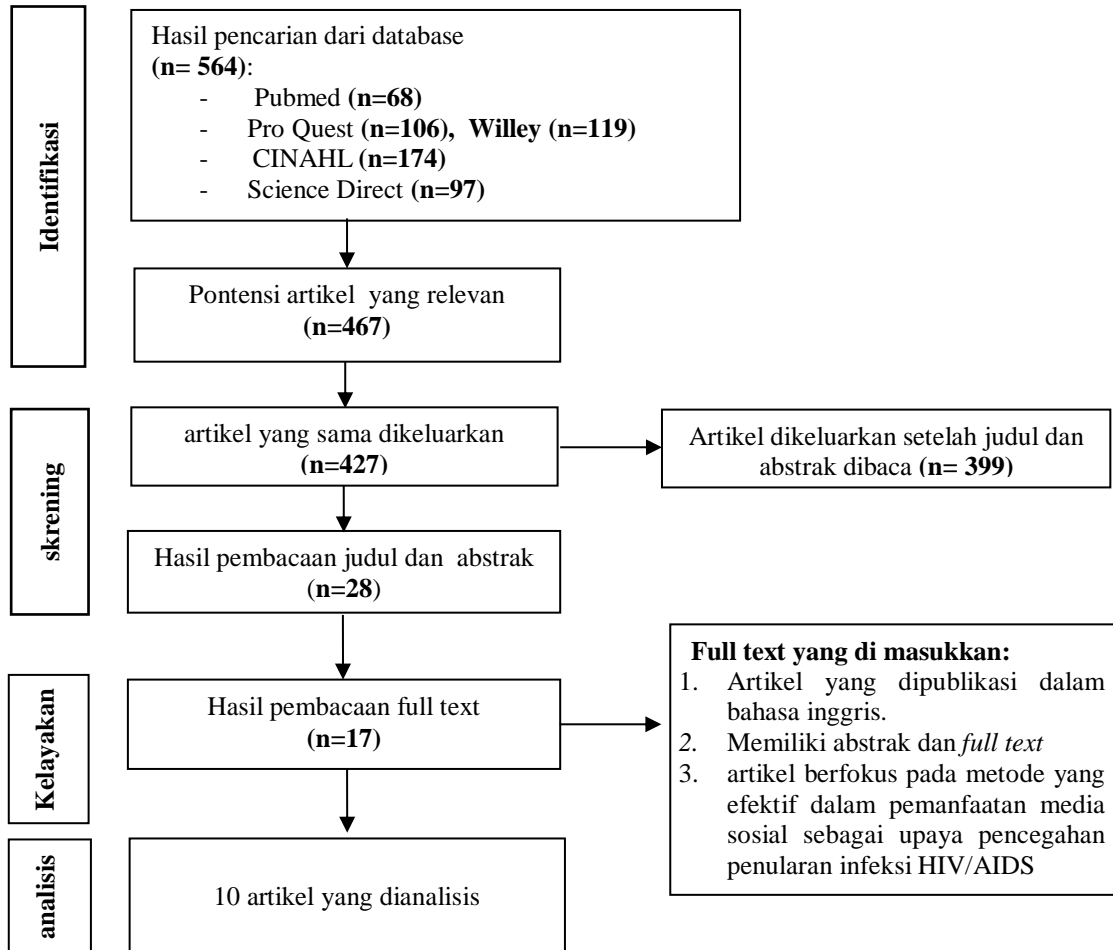 Identifikasi
Hasil pencarian dari database
(n= 564):
- Pubmed (n=68)
- Pro Quest (n=106), Willey (n=119)
- CINAHL (n=174)
- Science Direct (n=97)
Pontensi artikel yang relevan
(n=467)
skrening
artikel yang sama dikeluarkan
(n=427)
Artikel dikeluarkan setelah judul dan
abstrak dibaca (n= 399)
Hasil pembacaan judul dan abstrak
(n=28)
Kelayakan
Hasil pembacaan full text
(n=17)
Full text yang di masukkan:
1. Artikel yang dipublikasi dalam
bahasa inggris.
2. Memiliki abstrak dan full text
3. artikel berfokus pada metode yang
efektif dalam pemanfaatan media
sosial sebagai upaya pencegahan
penularan infeksi HIV/AIDS
analisis
10 artikel yang dianalisis